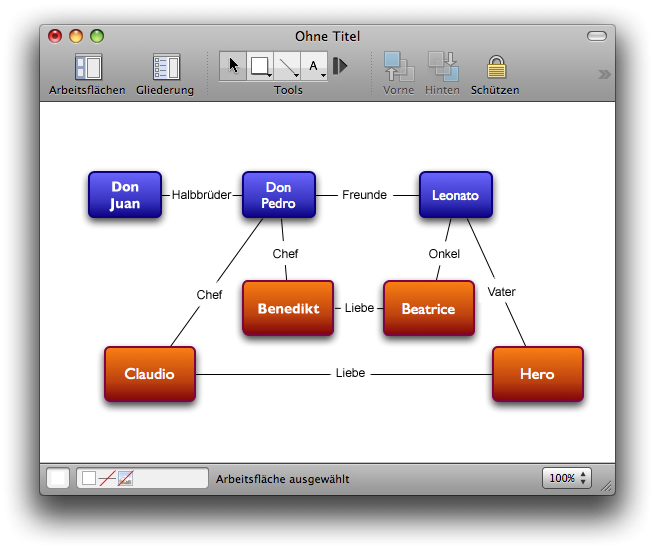 Ohne Titel
Arbeitsflächen
Gliederung
A
Tools
Vorne
Hinten
Schützen
Don
Juan
Halbbrüder
Don
Pedro
Freunde
Leonato
Chef
Onkel
Chef
Vater
Benedikt
Liebe
Beatrice
Claudio
Liebe
Hero
Arbeitsfläche ausgewählt
100%